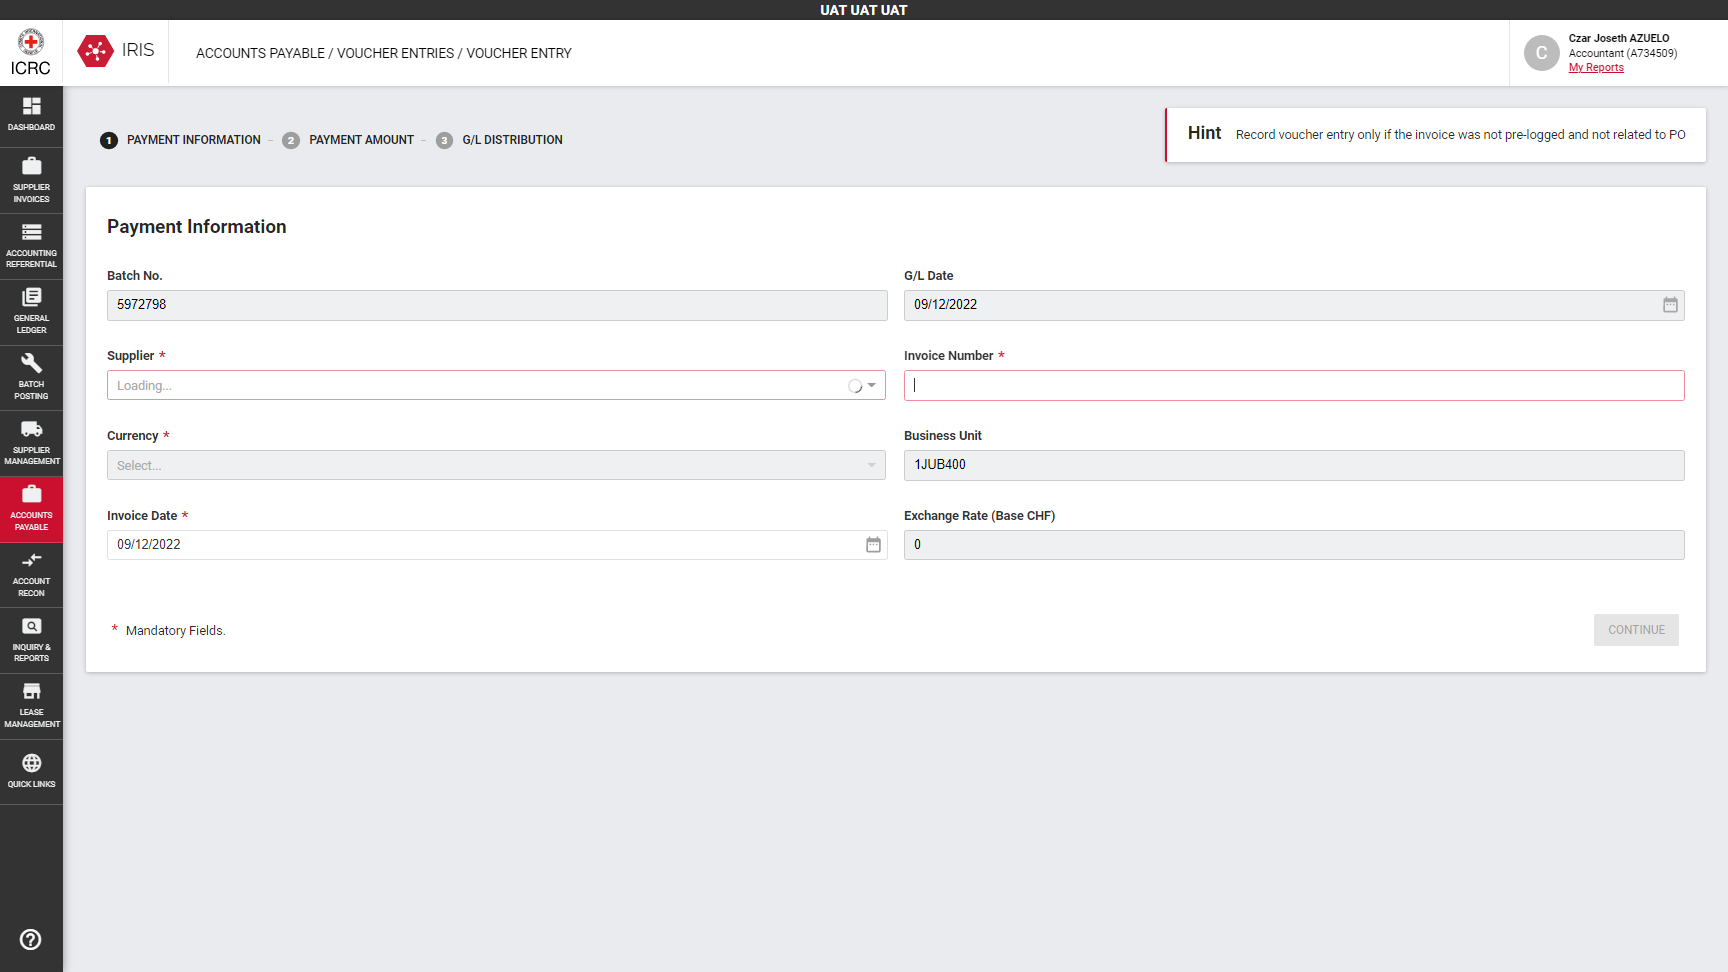 UAT UAT UAT
ICRC
IRIS
ACCOUNTS PAYABLE / VOUCHER ENTRIES / VOUCHER ENTRY
C
Czar Joseth AZUELO
Accountant (A734509)
My Reports
DASHBOARD
SUPPLIER
INVOICES
ACCOUNTING
REFERENTIAL
GENERAL
LEDGER
BATCH
POSTING
SUPPLIER
MANAGEMENT
ACCOUNTS
PAYABLE
ACCOUNT
RECON
INQUIRY &
REPORTS
LEASE
MANAGEMENT
QUICK LINKS
1 PAYMENT INFORMATION - 2 PAYMENT AMOUNT - 3 G/L DISTRIBUTION
Hint Record voucher entry only if the invoice was not pre-logged and not related to PO
Payment Information
Batch No.
5972798
G/L Date
09/12/2022
Supplier *
Loading...
Invoice Number *
Currency *
Select...
Business Unit
1JUB400
Invoice Date *
09/12/2022
Exchange Rate (Base CHF)
0
* Mandatory Fields.
CONTINUE